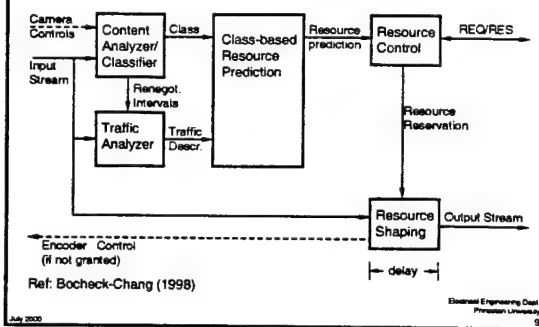 Camera
Controls
Content
Analyzer/
Classifier
Class
Class-based
Resource
Prediction
Resource
prediction
Resource
Control
REQ/RES
Input
Stream
Renegot.
Intervals
Traffic
Analyzer
Traffic
Descr.
Resource
Reservation
Resource
Shaping
Output Stream
Encoder Control
(if not granted)
delay
Ref: Bocheck-Chang (1998)
Electrical Engineering Dept
Princeton University
July 2000
9